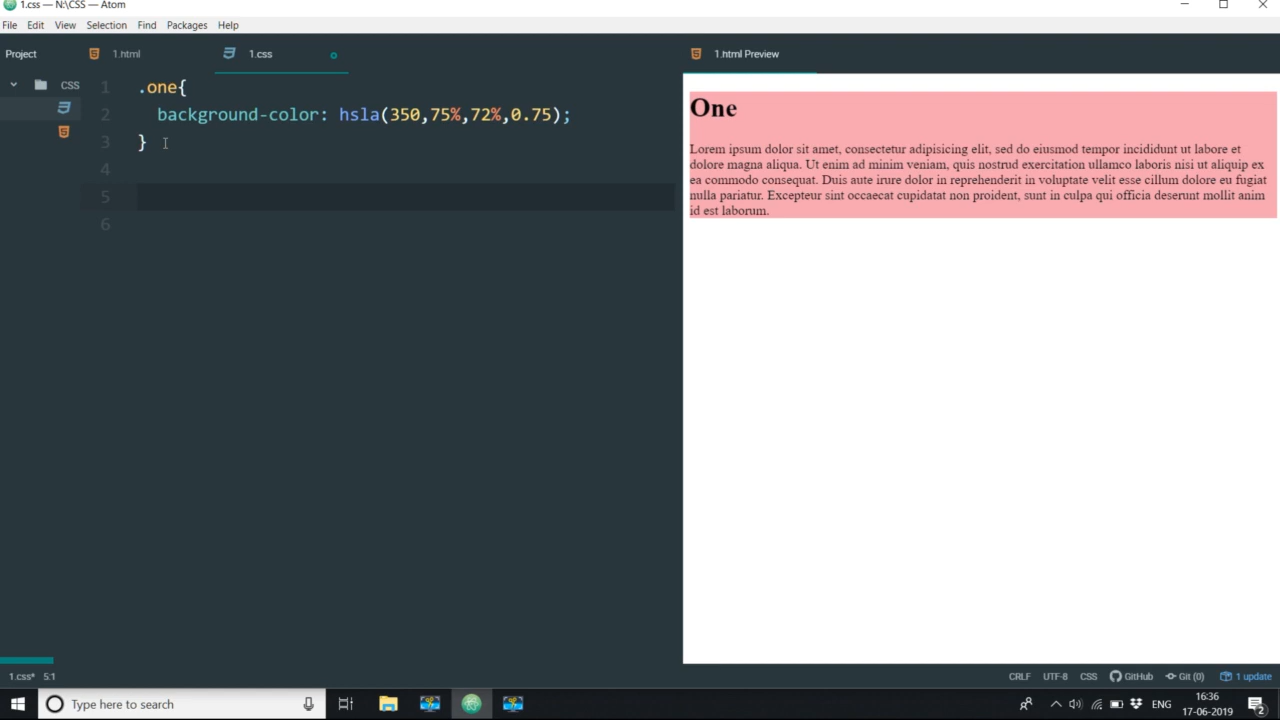 1.css — N:\CSS — Atom
File Edit View Selection Find Packages Help
Project 1.html 1.css 1.html Preview
CSS
1 .one{
2 background-color: hsla(350,75%,72%,0.75);
3 }
4
5
6
One
Lorem ipsum dolor sit amet, consectetur adipisicing elit, sed do eiusmod tempor incididunt ut labore et
dolore magna aliqua. Ut enim ad minim veniam, quis nostrud exercitation ullamco laboris nisi ut aliquip ex
ea commodo consequat. Duis aute irure dolor in reprehenderit in voluptate velit esse cillum dolore eu fugiat
nulla pariatur. Excepteur sint occaecat cupidatat non proident, sunt in culpa qui officia deserunt mollit anim
id est laborum.
1.css* 5:1 CRLF UTF-8 CSS GitHub Git (0) 1 update
Type here to search
ENG
16:36
17-06-2019
2